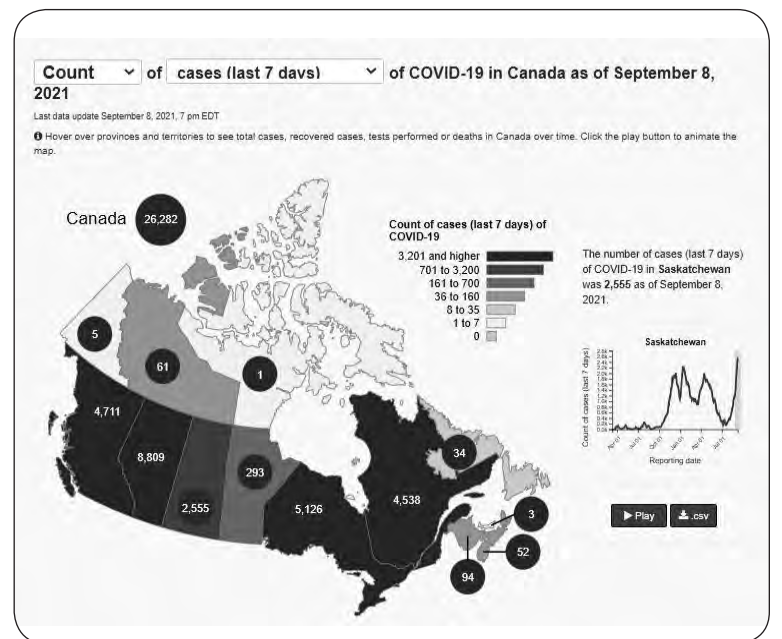 Count of cases (last 7 days) of COVID-19 in Canada as of September 8,
2021
Last data update September 8, 2021, 7 pm EDT
Hover over provinces and territories to see total cases, recovered cases, tests performed or deaths in Canada over time. Click the play button to animate the
map.
Canada 26,282
Count of cases (last 7 days) of
COVID-19
3,201 and higher
701 to 3,200
161 to 700
36 to 160
8 to 35
1 to 7
0
The number of cases (last 7 days)
of COVID-19 in Saskatchewan
was 2,555 as of September 8,
2021.
5
61
1
4,711
8,809
2,555
293
5,126
4,538
34
3
52
94
Saskatchewan
Count of cases (last 7 days)
Reporting date
Play
.csv